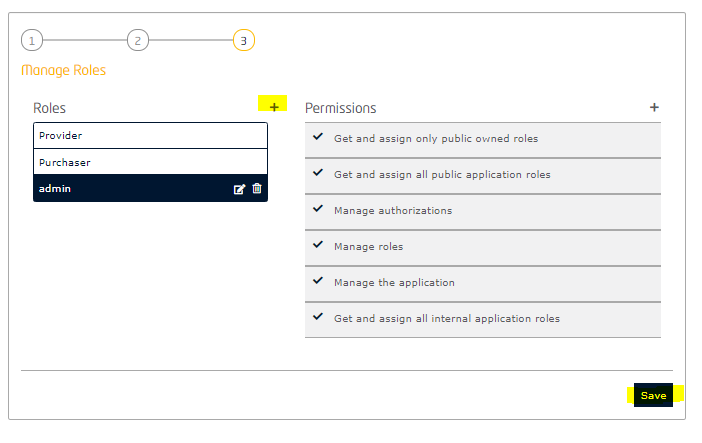 1 2 3
Manage Roles
Roles + Permissions +
Provider
Purchaser
admin
Get and assign only public owned roles
Get and assign all public application roles
Manage authorizations
Manage roles
Manage the application
Get and assign all internal application roles
Save